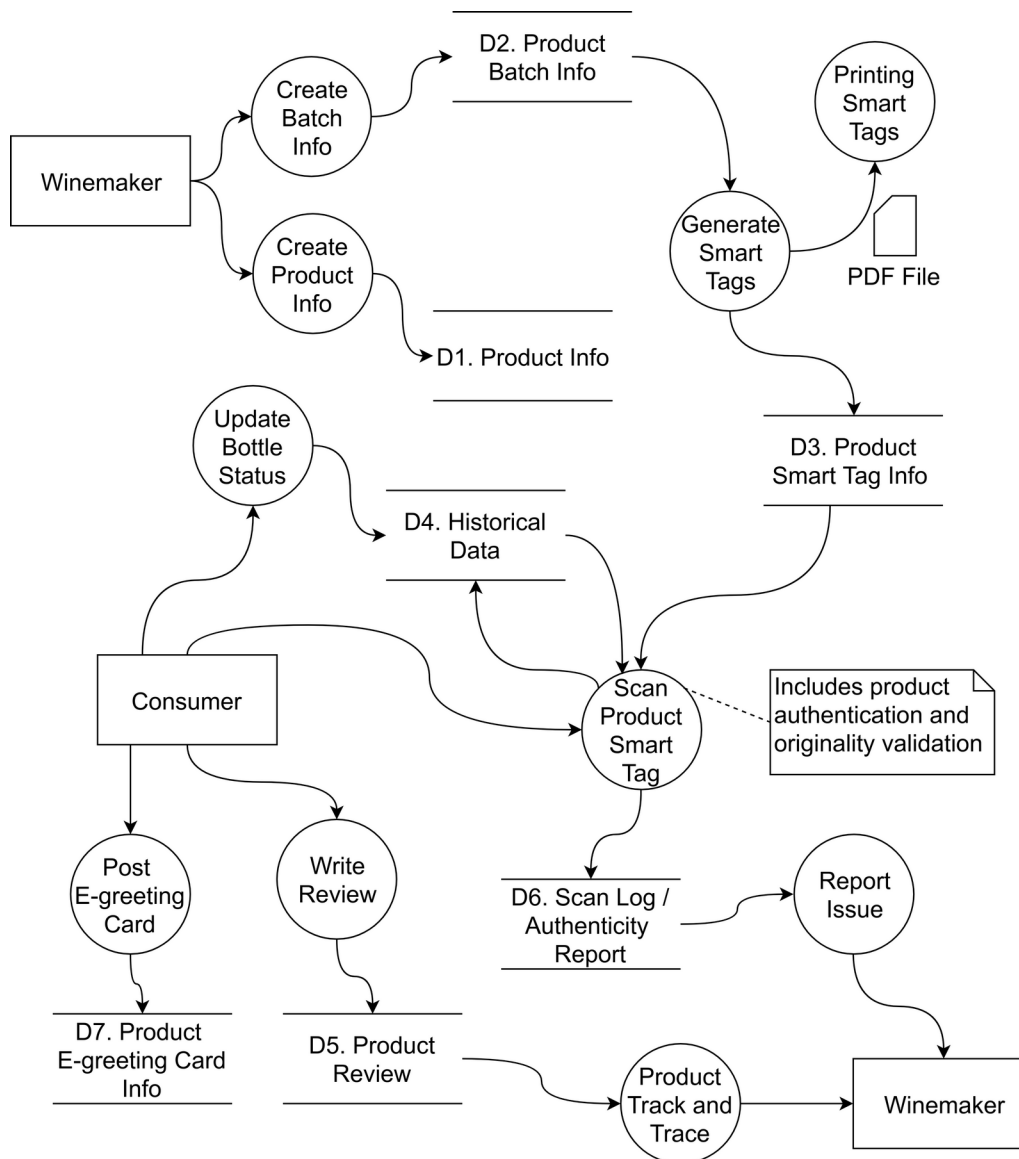 D2. Product
Batch Info
Printing
Smart
Tags
Create
Batch
Info
Winemaker
Generate
Smart
Tags
Create
Product
Info
PDF File
D1. Product Info
Update
Bottle
Status
D3. Product
Smart Tag Info
D4. Historical
Data
Consumer
Scan
Product
Smart
Tag
Includes product
authentication and
originality validation
Post
E-greeting
Card
Write
Review
D6. Scan Log /
Authenticity
Report
Report
Issue
D7. Product
E-greeting Card
Info
D5. Product
Review
Product
Track and
Trace
Winemaker